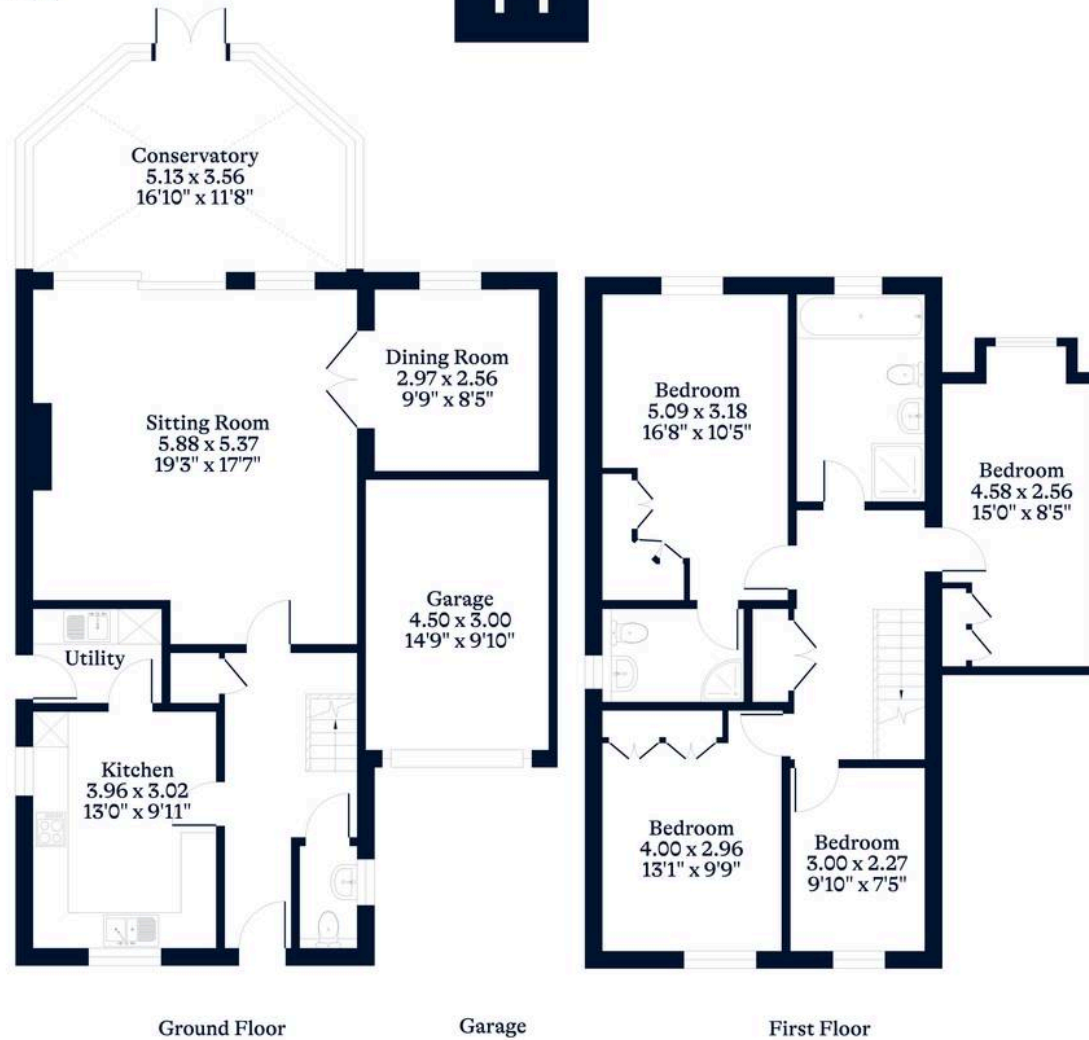 Conservatory
5.13 x 3.56
16'10" x 11'8"
Dining Room
2.97 x 2.56
9'9" x 8'5"
Sitting Room
5.88 x 5.37
19'3" x 17'7"
Bedroom
5.09 x 3.18
16'8" x 10'5"
Bedroom
4.58 x 2.56
15'0" x 8'5"
Garage
4.50 x 3.00
14'9" x 9'10"
Utility
Kitchen
3.96 x 3.02
13'0" x 9'11"
Bedroom
4.00 x 2.96
13'1" x 9'9"
Bedroom
3.00 x 2.27
9'10" x 7'5"
Ground Floor
Garage
First Floor